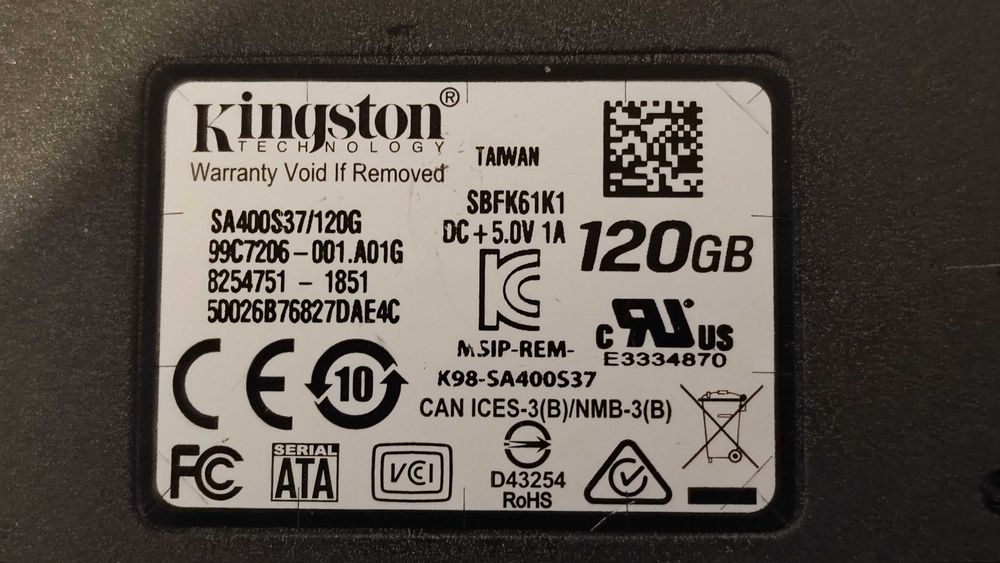 Kingston®
TECHNOLOGY
Warranty Void If Removed
TAIWAN
SA400S37/120G
99C7206-001.A01G
8254751 - 1851
50026B76827DAE4C
SBFK61K1
DC+5.0V 1A
120GB
MSIP-REM-
K98-SA400S37
c RU US
E3334870
CE
10
CAN ICES-3(B)/NMB-3(B)
FC
SERIAL
ATA
VCI
D43254
RoHS